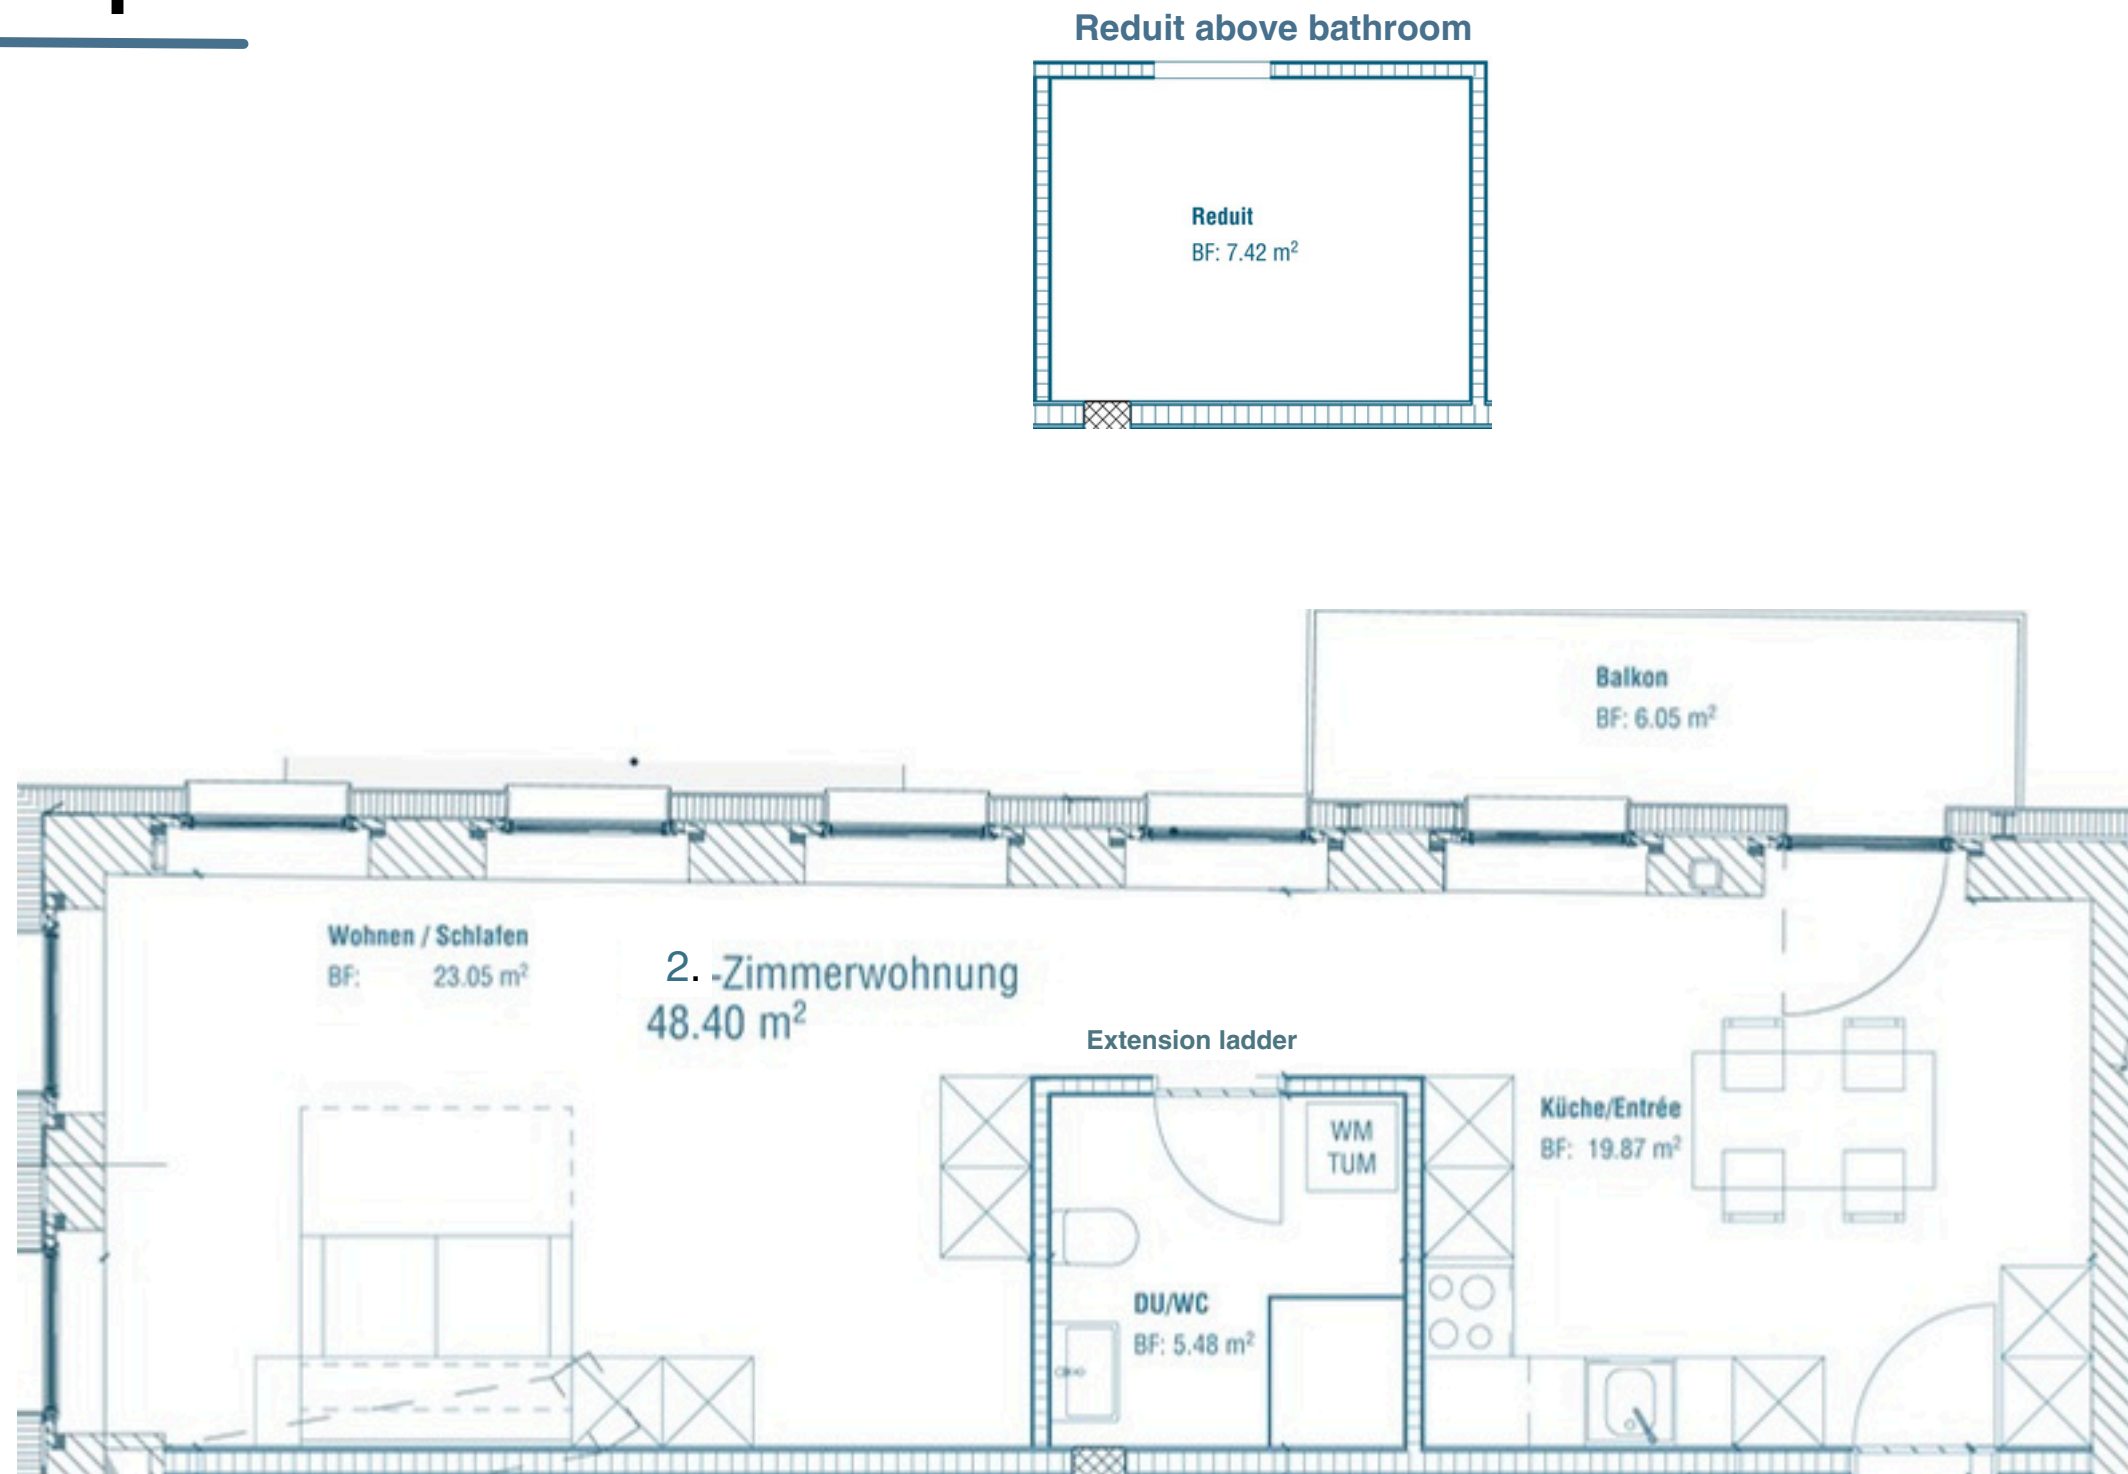 Reduit above bathroom
Reduit
BF: 7.42 m²
Balkon
BF: 6.05 m²
Wohnen / Schlafen
BF: 23.05 m²
2. -Zimmerwohnung
48.40 m²
Extension ladder
WM
TUM
Küche/Entrée
BF: 19.87 m²
DU/WC
BF: 5.48 m²